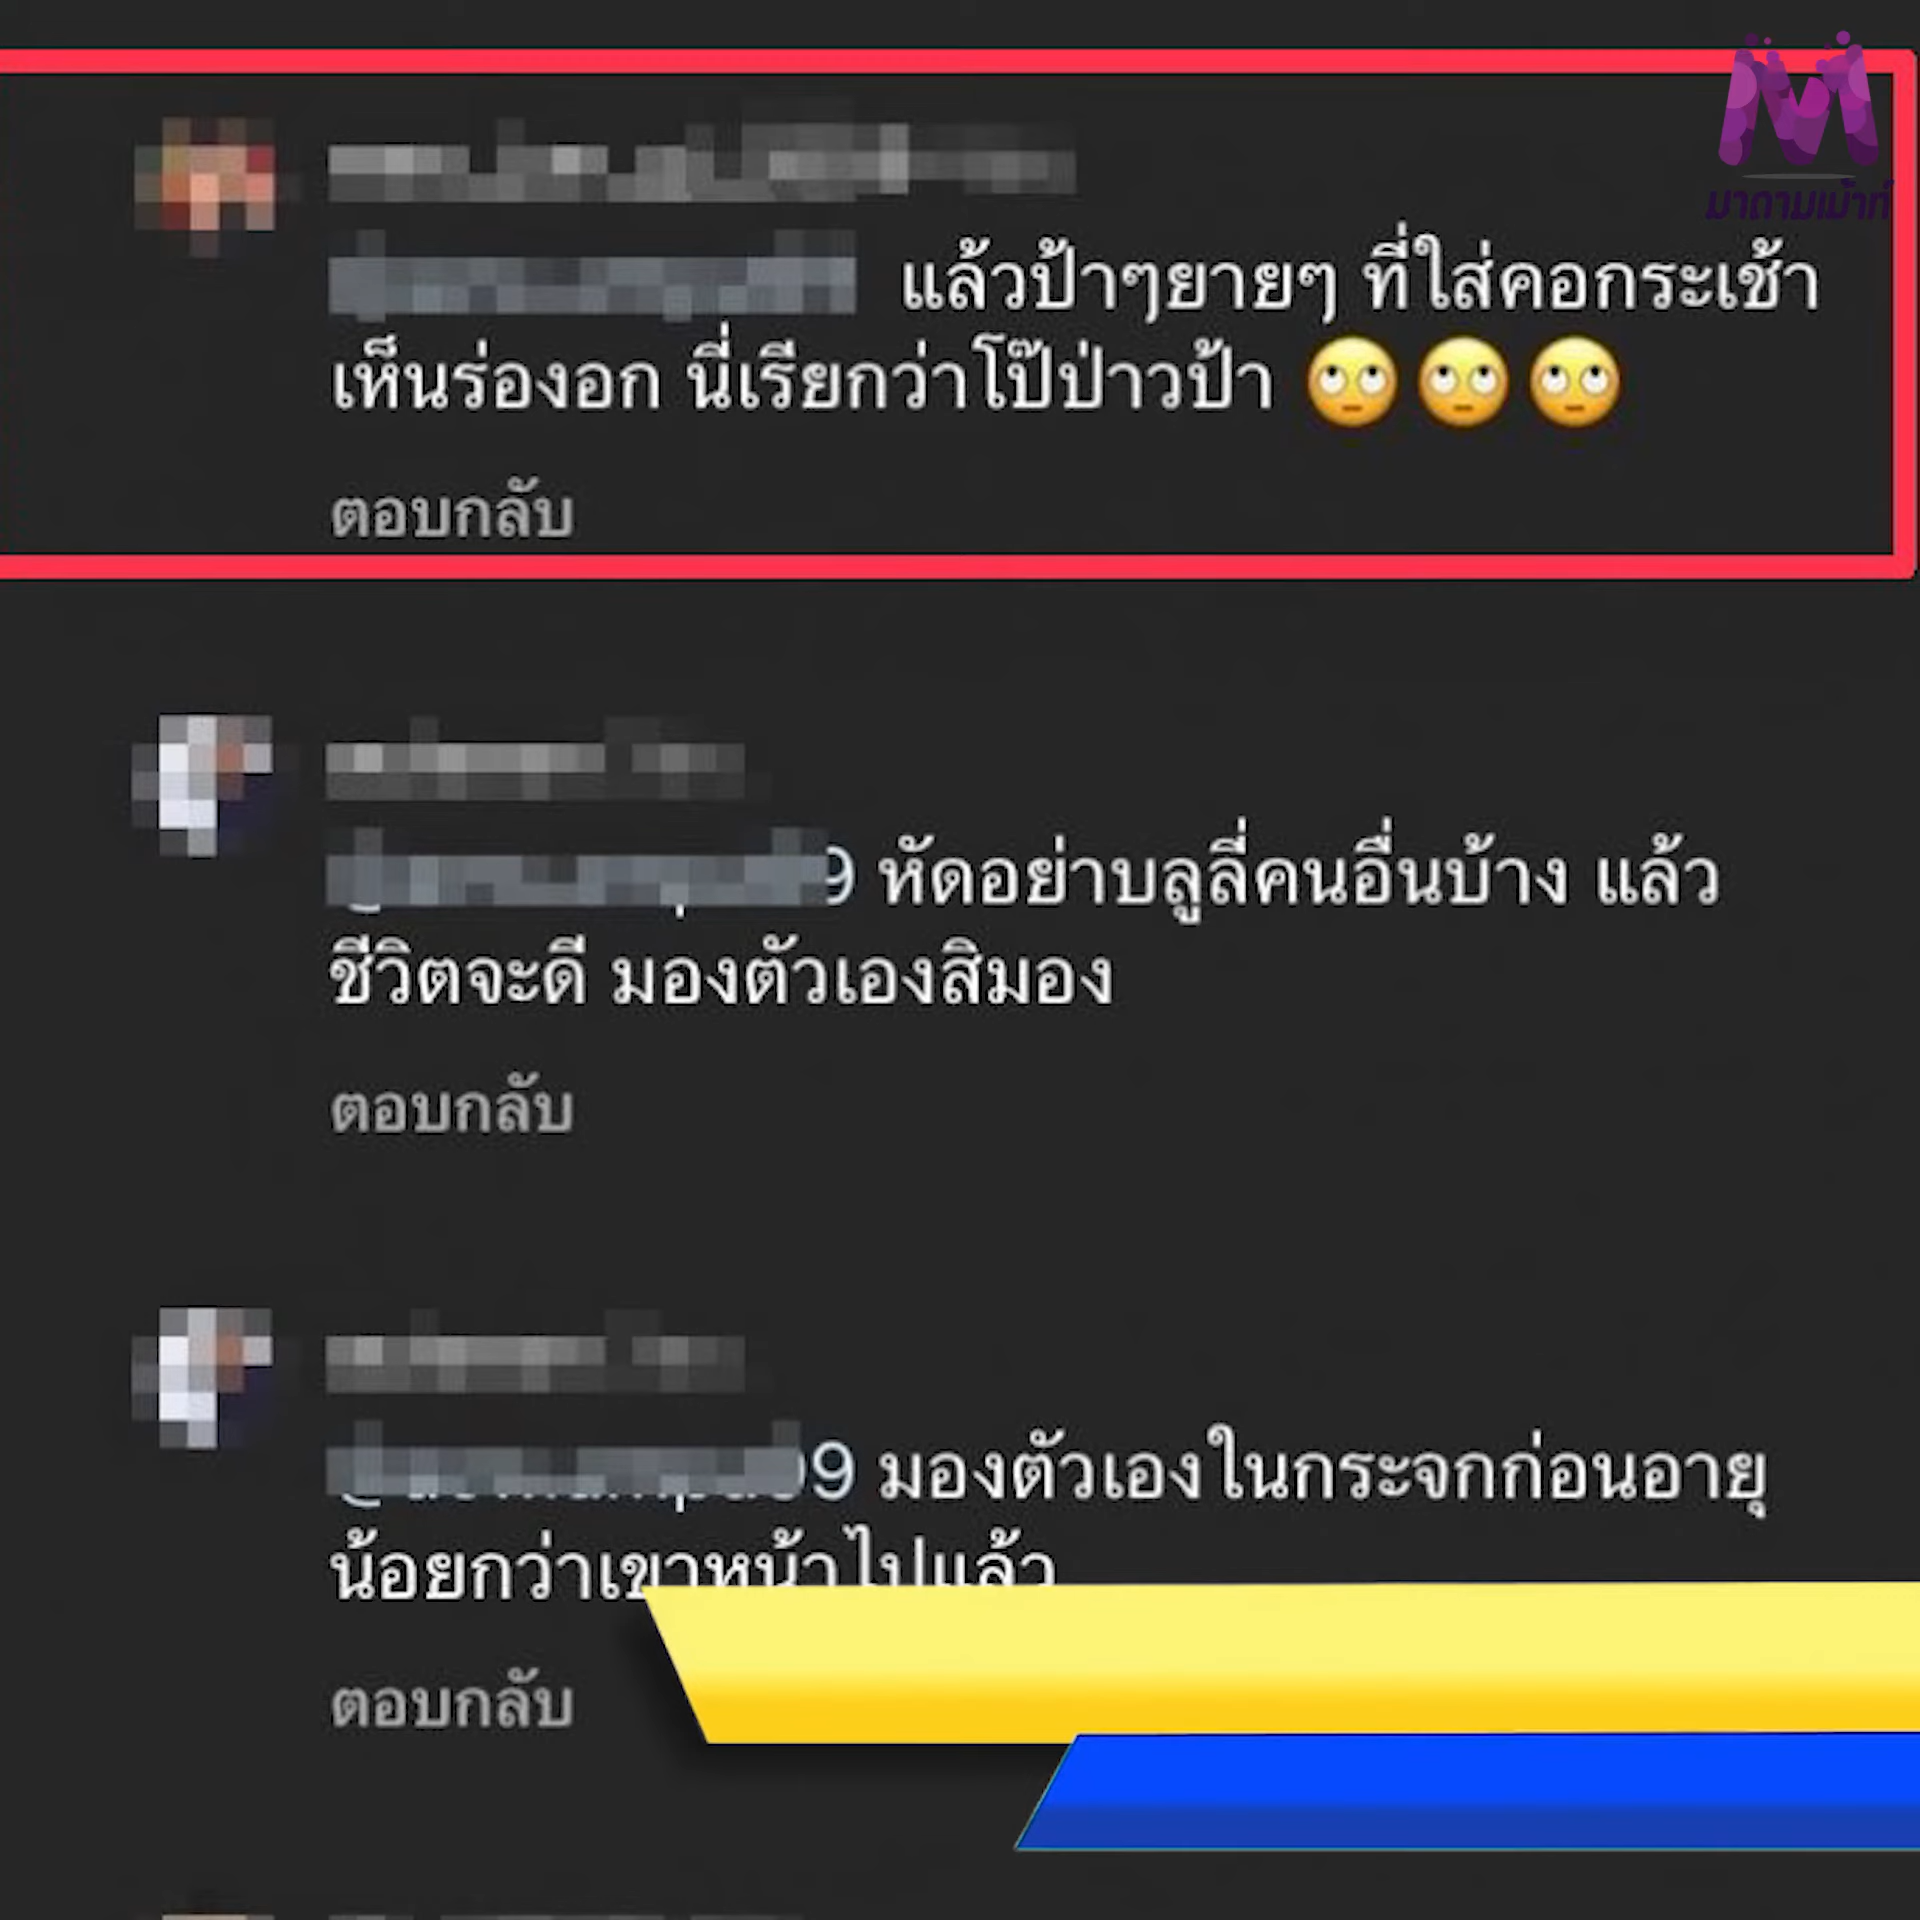 มาดามเม้าท์
แล้วป้าๆยายๆ ที่ใส่คอกระเช้า
เห็นร่องอก นี่เรียกว่าโป๊ป่าวป้า 🙄🙄🙄
ตอบกลับ
9 หัดอย่าบลูลี่คนอื่นบ้าง แล้ว
ชีวิตจะดี มองตัวเองสิมอง
ตอบกลับ
99 มองตัวเองในกระจกก่อนอายุ
น้อยกว่าเขาหน้าไปแล้ว
ตอบกลับ